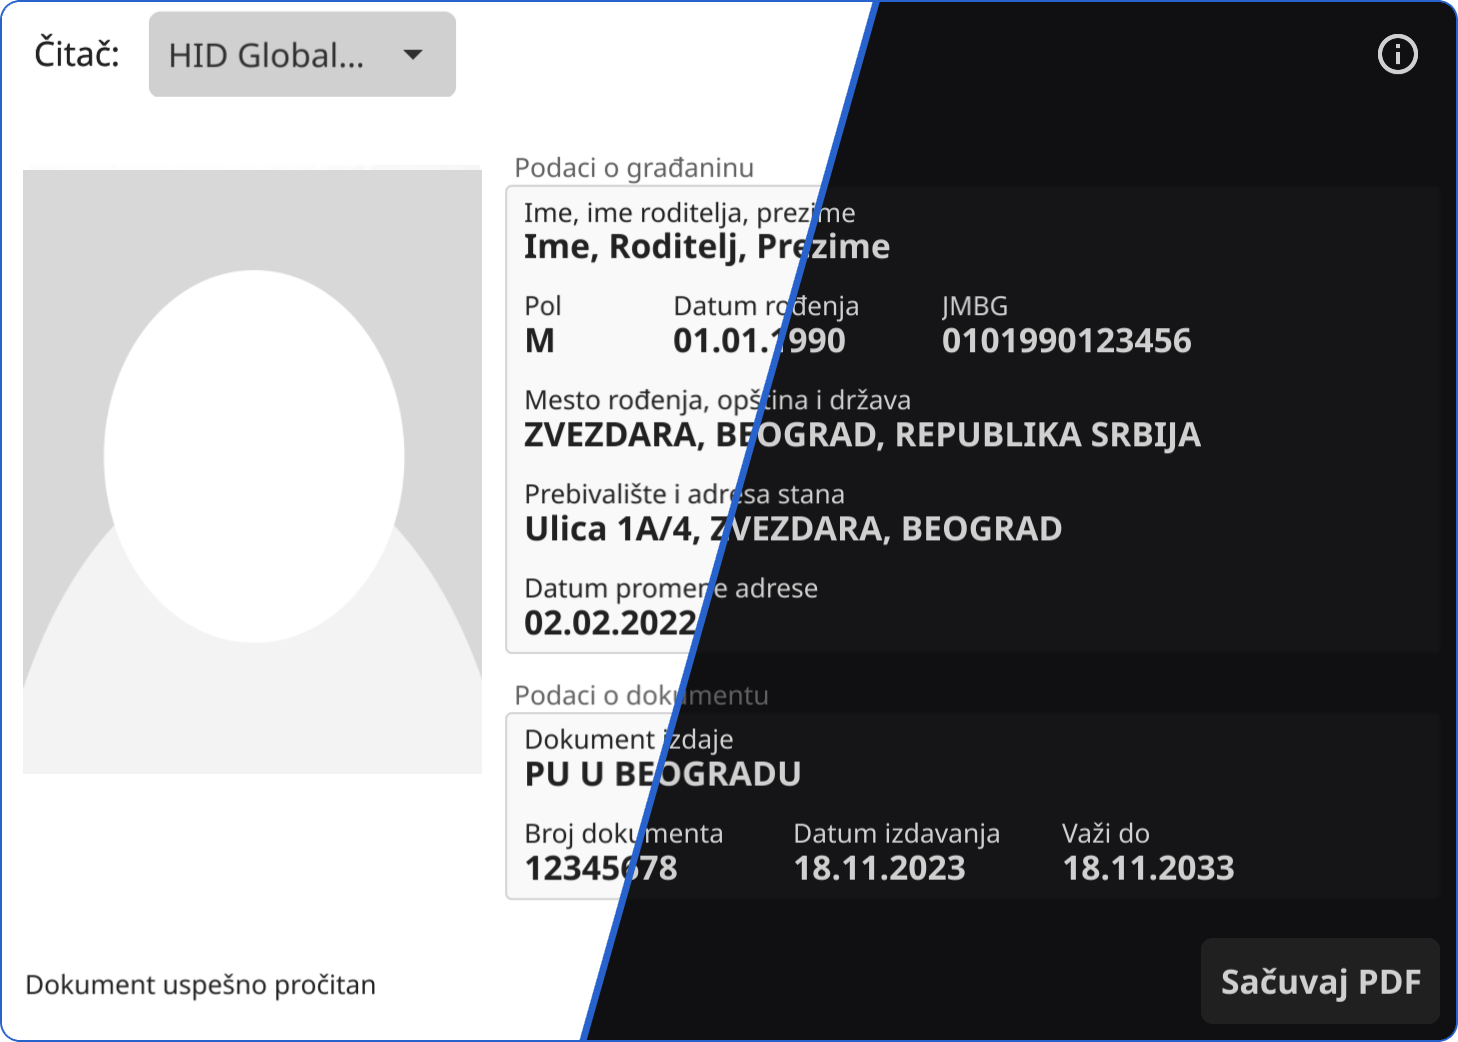 Čitač: HID Global...
Podaci o građaninu
Ime, ime roditelja, prezime
Ime, Roditelj, Prezime
Pol Datum rođenja JMBG
M 01.01.1990 0101990123456
Mesto rođenja, opština i država
ZVEZDARA, BEOGRAD, REPUBLIKA SRBIJA
Prebivalište i adresa stana
Ulica 1A/4, ZVEZDARA, BEOGRAD
Datum promene adrese
02.02.2022
Podaci o dokumentu
Dokument izdaje
PU U BEOGRADU
Broj dokumenta Datum izdavanja Važi do
12345678 18.11.2023 18.11.2033
Dokument uspešno pročitan
Sačuvaj PDF